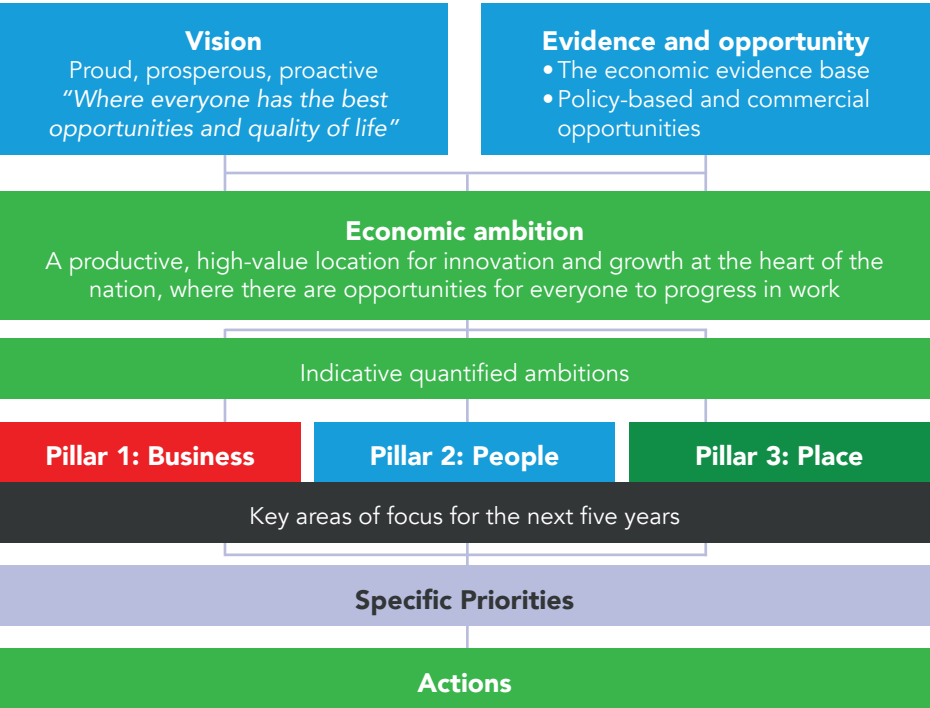 Vision
Proud, prosperous, proactive
“Where everyone has the best
opportunities and quality of life”
Evidence and opportunity
• The economic evidence base
• Policy-based and commercial
opportunities
Economic ambition
A productive, high-value location for innovation and growth at the heart of the
nation, where there are opportunities for everyone to progress in work
Indicative quantified ambitions
Pillar 1: Business
Pillar 2: People
Pillar 3: Place
Key areas of focus for the next five years
Specific Priorities
Actions